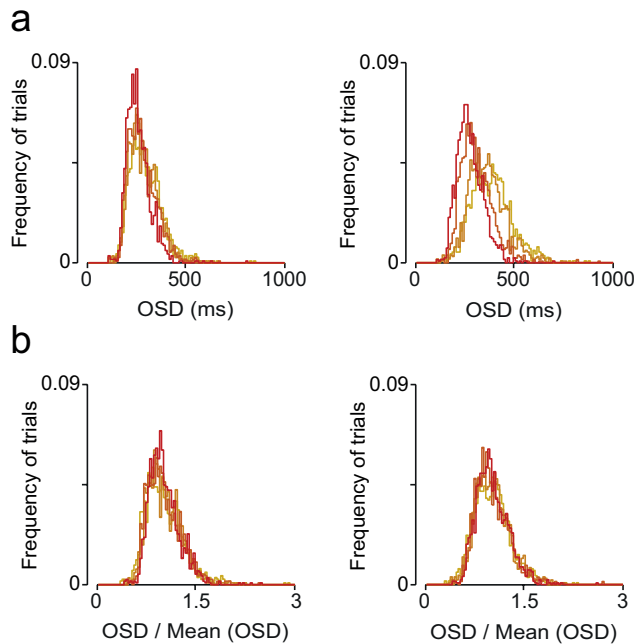 a
0.09
Frequency of trials
0
0
500
1000
OSD (ms)
0.09
Frequency of trials
0
0
500
1000
OSD (ms)
b
0.09
Frequency of trials
0
0
1.5
3
OSD / Mean (OSD)
0.09
Frequency of trials
0
0
1.5
3
OSD / Mean (OSD)